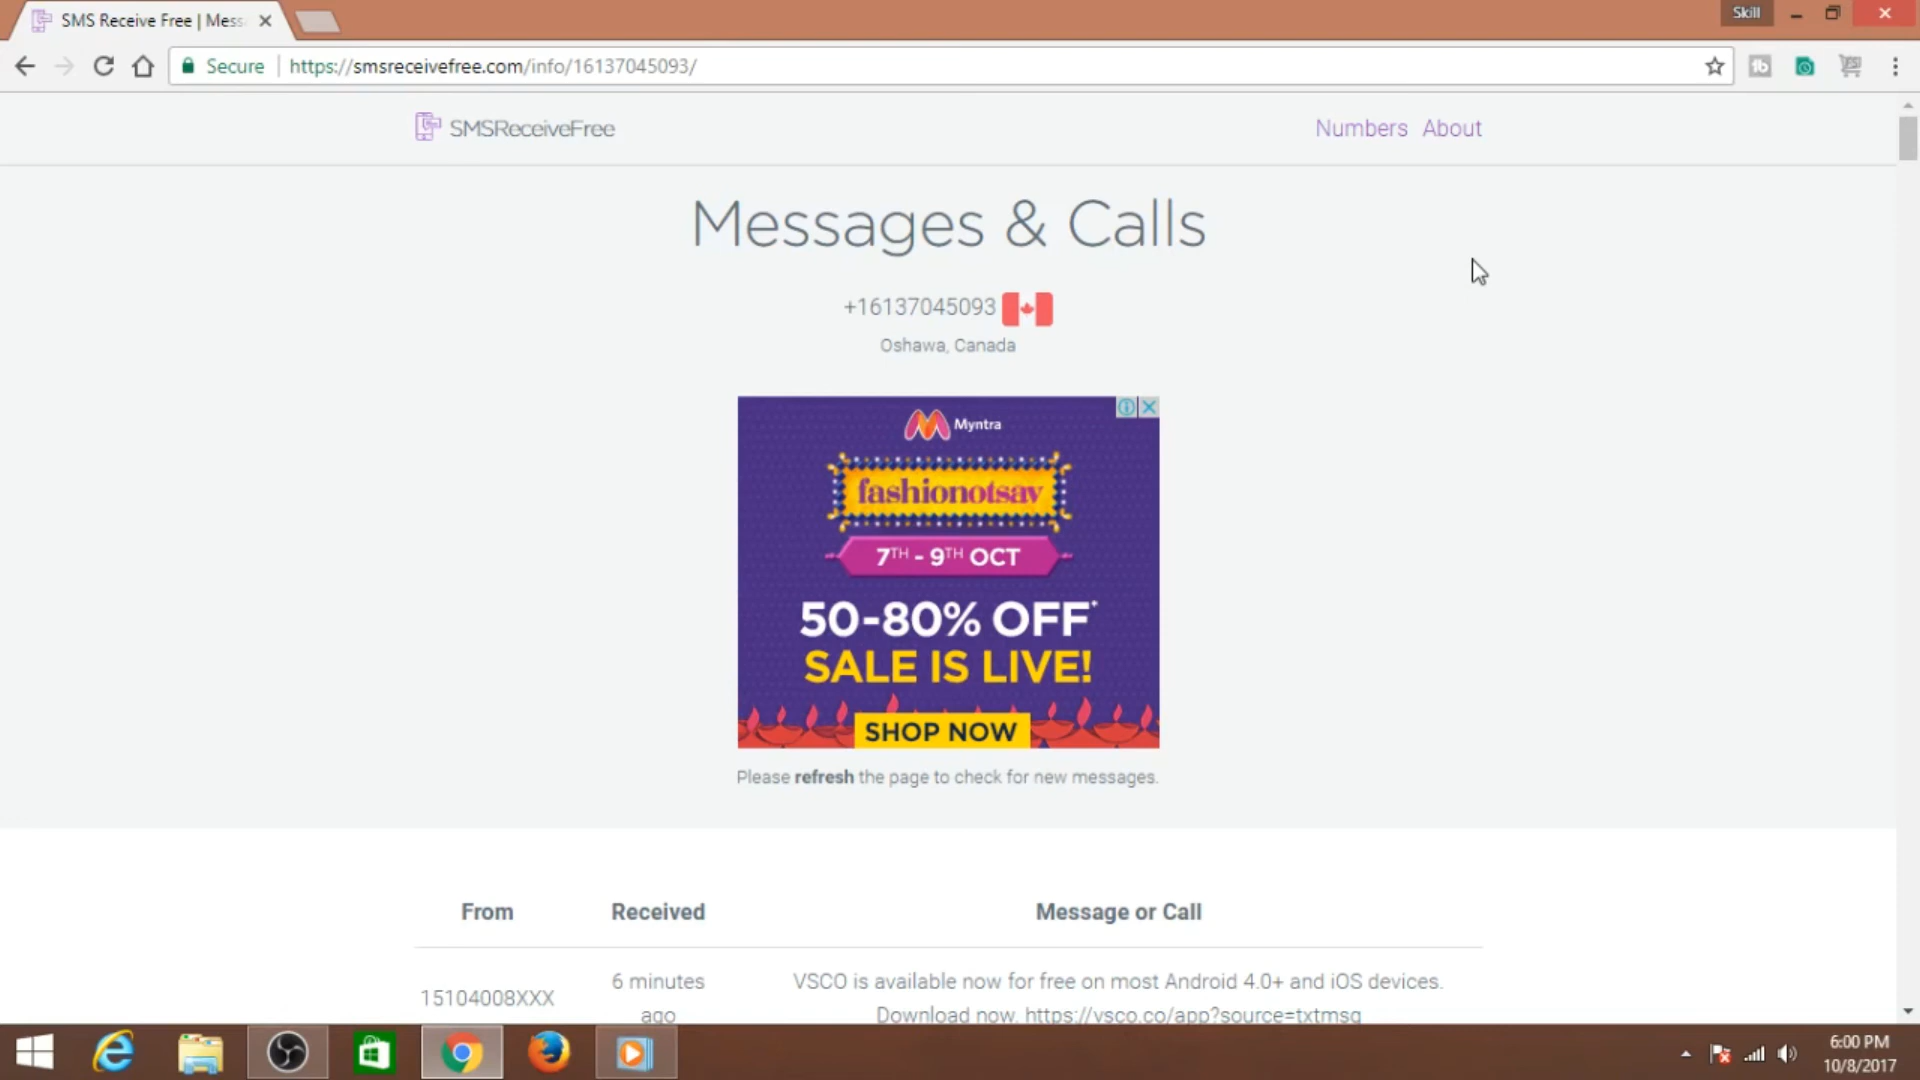 SMS Receive Free | Mess
Skill
Secure
https://smsreceivefree.com/info/16137045093/
SMSReceiveFree
Numbers About
Messages & Calls
+16137045093
Oshawa, Canada
Myntra
fashionotsav
7TH - 9TH OCT
50-80% OFF*
SALE IS LIVE!
SHOP NOW
Please refresh the page to check for new messages.
From Received Message or Call
15104008XXX
6 minutes
ago
VSCO is available now for free on most Android 4.0+ and iOS devices.
Download now. https://vsco.co/app?source=txtmsg
6:00 PM
10/8/2017